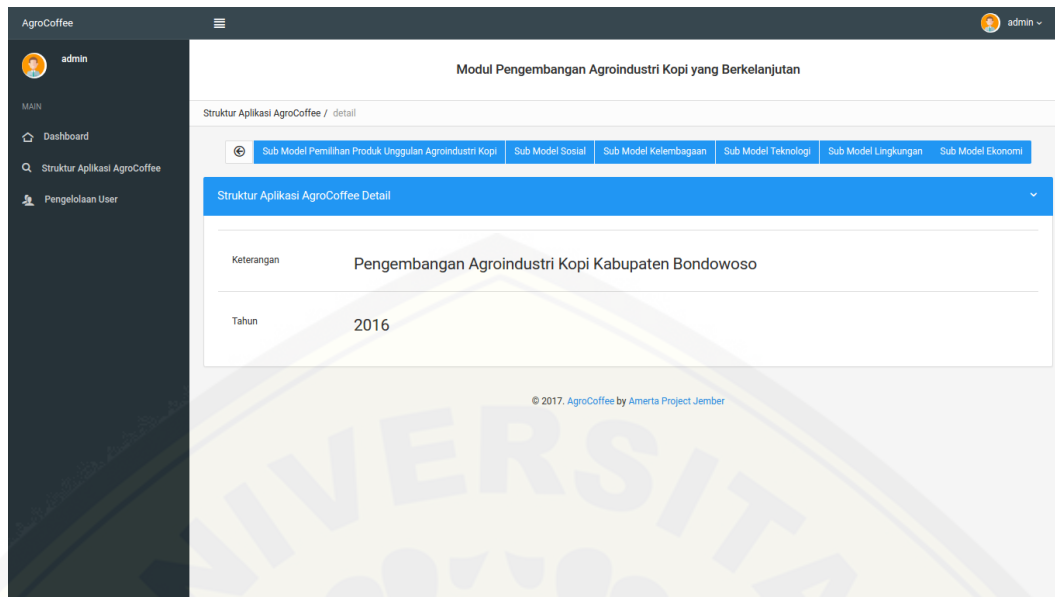 AgroCoffee
admin
admin
MAIN
Dashboard
Struktur Aplikasi AgroCoffee
Pengelolaan User
Modul Pengembangan Agroindustri Kopi yang Berkelanjutan
Struktur Aplikasi AgroCoffee / detail
Sub Model Pemilihan Produk Unggulan Agroindustri Kopi Sub Model Sosial Sub Model Kelembagaan Sub Model Teknologi Sub Model Lingkungan Sub Model Ekonomi
Struktur Aplikasi AgroCoffee Detail
Keterangan Pengembangan Agroindustri Kopi Kabupaten Bondowoso
Tahun 2016
© 2017. AgroCoffee by Amerta Project Jember
NIVERSITA